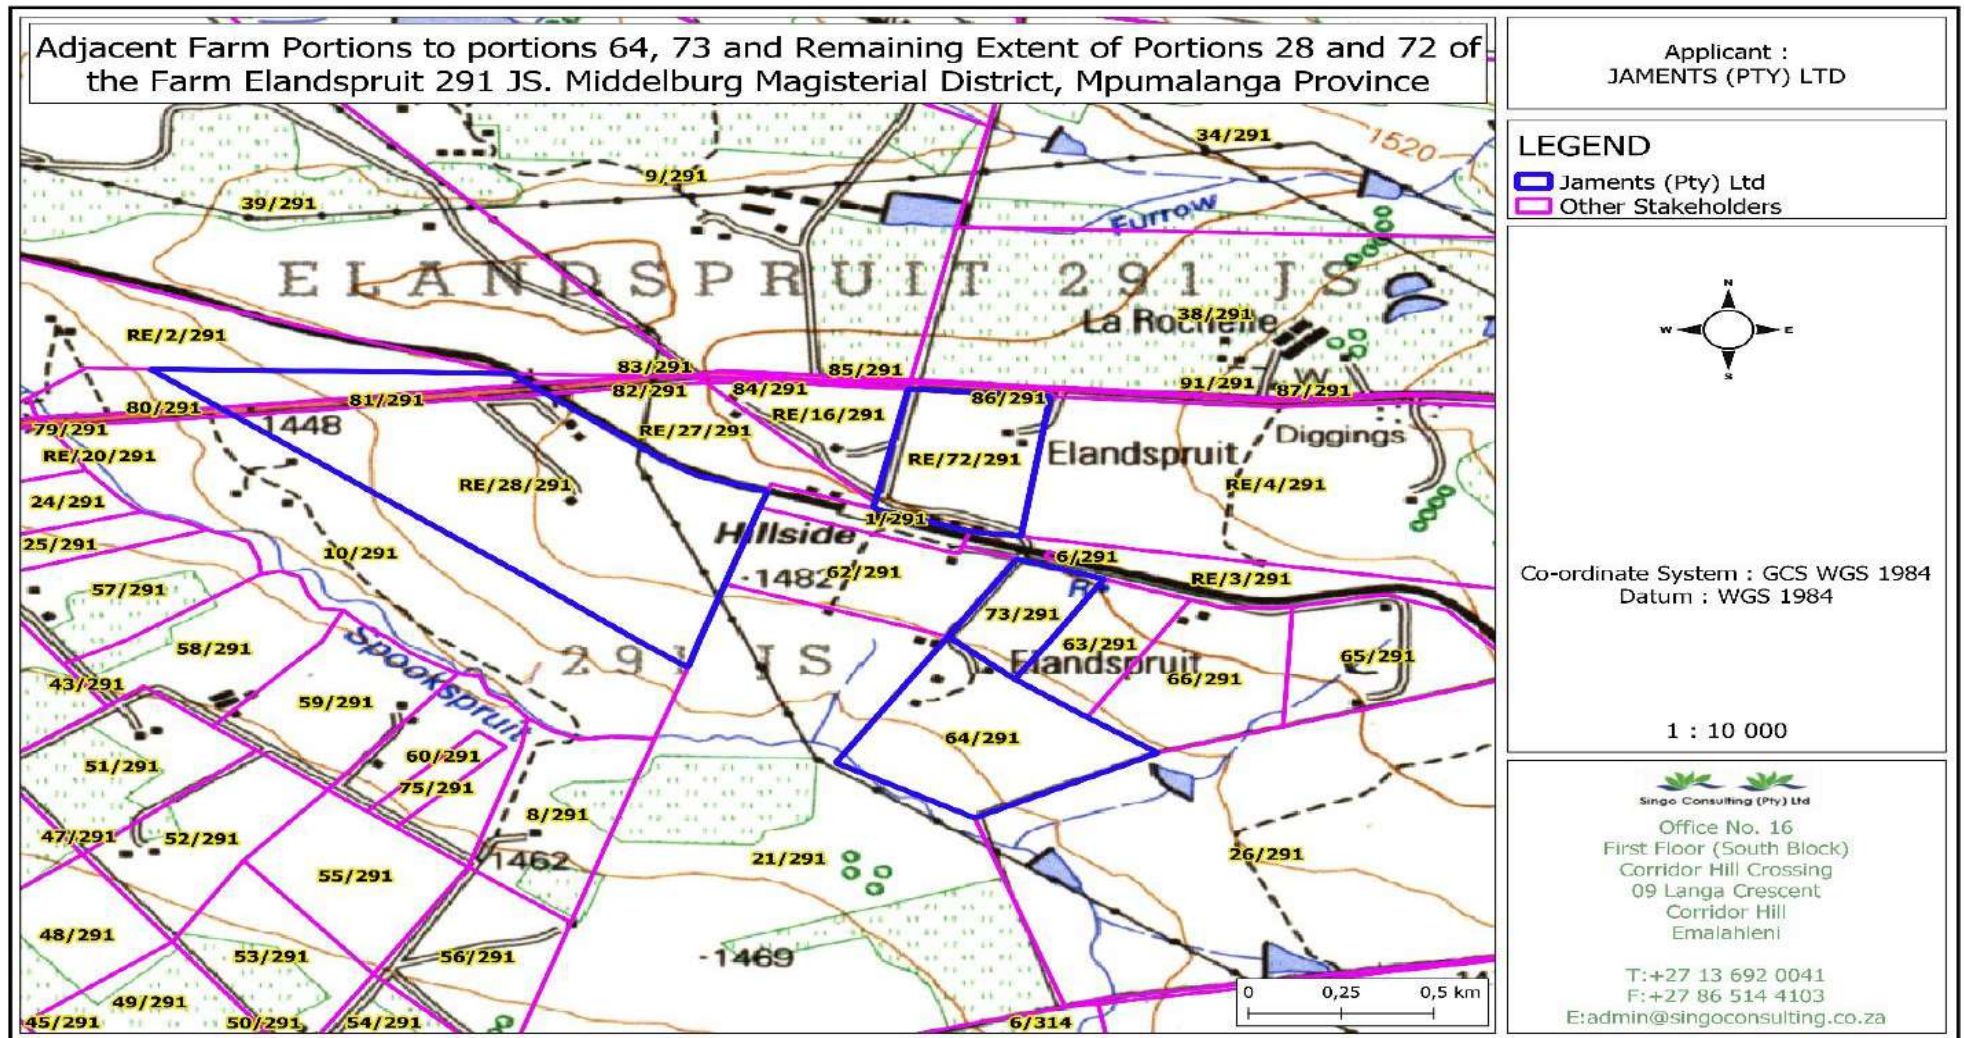 Adjacent Farm Portions to portions 64, 73 and Remaining Extent of Portions 28 and 72 of
the Farm Elandspruit 291 JS. Middelburg Magisterial District, Mpumalanga Province
Applicant :
JAMENTS (PTY) LTD
LEGEND
Jaments (Pty) Ltd
Other Stakeholders
N
W
E
S
Co-ordinate System : GCS WGS 1984
Datum : WGS 1984
1 : 10 000
Singo Consulting (Pty) Ltd
Office No. 16
First Floor (South Block)
Corridor Hill Crossing
09 Langa Crescent
Corridor Hill
Emalahleni
T:+27 13 692 0041
F:+27 86 514 4103
E:admin@singoconsulting.co.za
34/291
1520
9/291
39/291
Furrow
ELANDSPRUIT 291 JS
38/291
La Rochelle
RE/2/291
83/291
85/291
82/291
84/291
91/291
87/291
W
80/291
81/291
86/291
RE/16/291
79/291
1448
RE/27/291
Diggings
RE/20/291
RE/72/291
Elandspruit
RE/28/291
RE/4/291
24/291
1/291
Hillside
25/291
10/291
6/291
1482
62/291
RE/3/291
57/291
R
73/291
58/291
Spookspruit
63/291
291 JS
Elandspruit
65/291
66/291
43/291
59/291
64/291
60/291
51/291
75/291
8/291
47/291
52/291
1462
21/291
26/291
55/291
48/291
53/291
56/291
1469
49/291
45/291
50/291
54/291
6/314
0
0,25
0,5 km